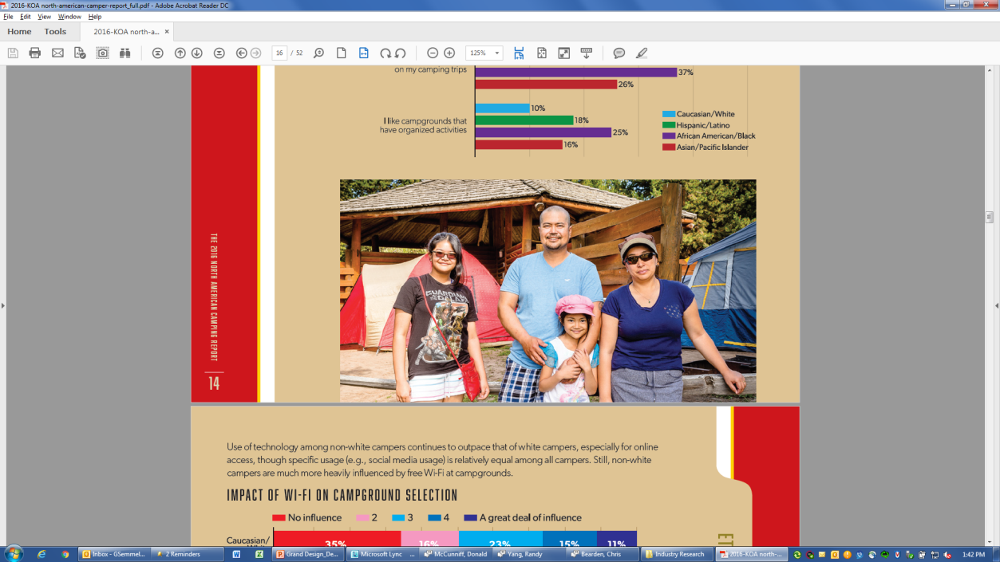 2016-KOA north-american-camper-report_full.pdf - Adobe Acrobat Reader DC
File Edit View Window Help
Home Tools 2016-KOA north-a... ×
16 / 52 125%
on my camping trips
37%
26%
10%
I like campgrounds that
have organized activities
18%
25%
16%
Caucasian/White
Hispanic/Latino
African American/Black
Asian/Pacific Islander
GUARDIANS
THE 2016 NORTH AMERICAN CAMPING REPORT
14
Use of technology among non-white campers continues to outpace that of white campers, especially for online
access, though specific usage (e.g., social media usage) is relatively equal among all campers. Still, non-white
campers are much more heavily influenced by free Wi-Fi at campgrounds.
IMPACT OF WI-FI ON CAMPGROUND SELECTION
No influence 2 3 4 A great deal of influence
Caucasian/
35% 16% 23% 15% 11%
Inbox - GSemmel... 2 Reminders Grand Design_De... Microsoft Lync ... McCunniff, Donald Yang, Randy Bearden, Chris Industry Research 2016-KOA north-... 1:42 PM